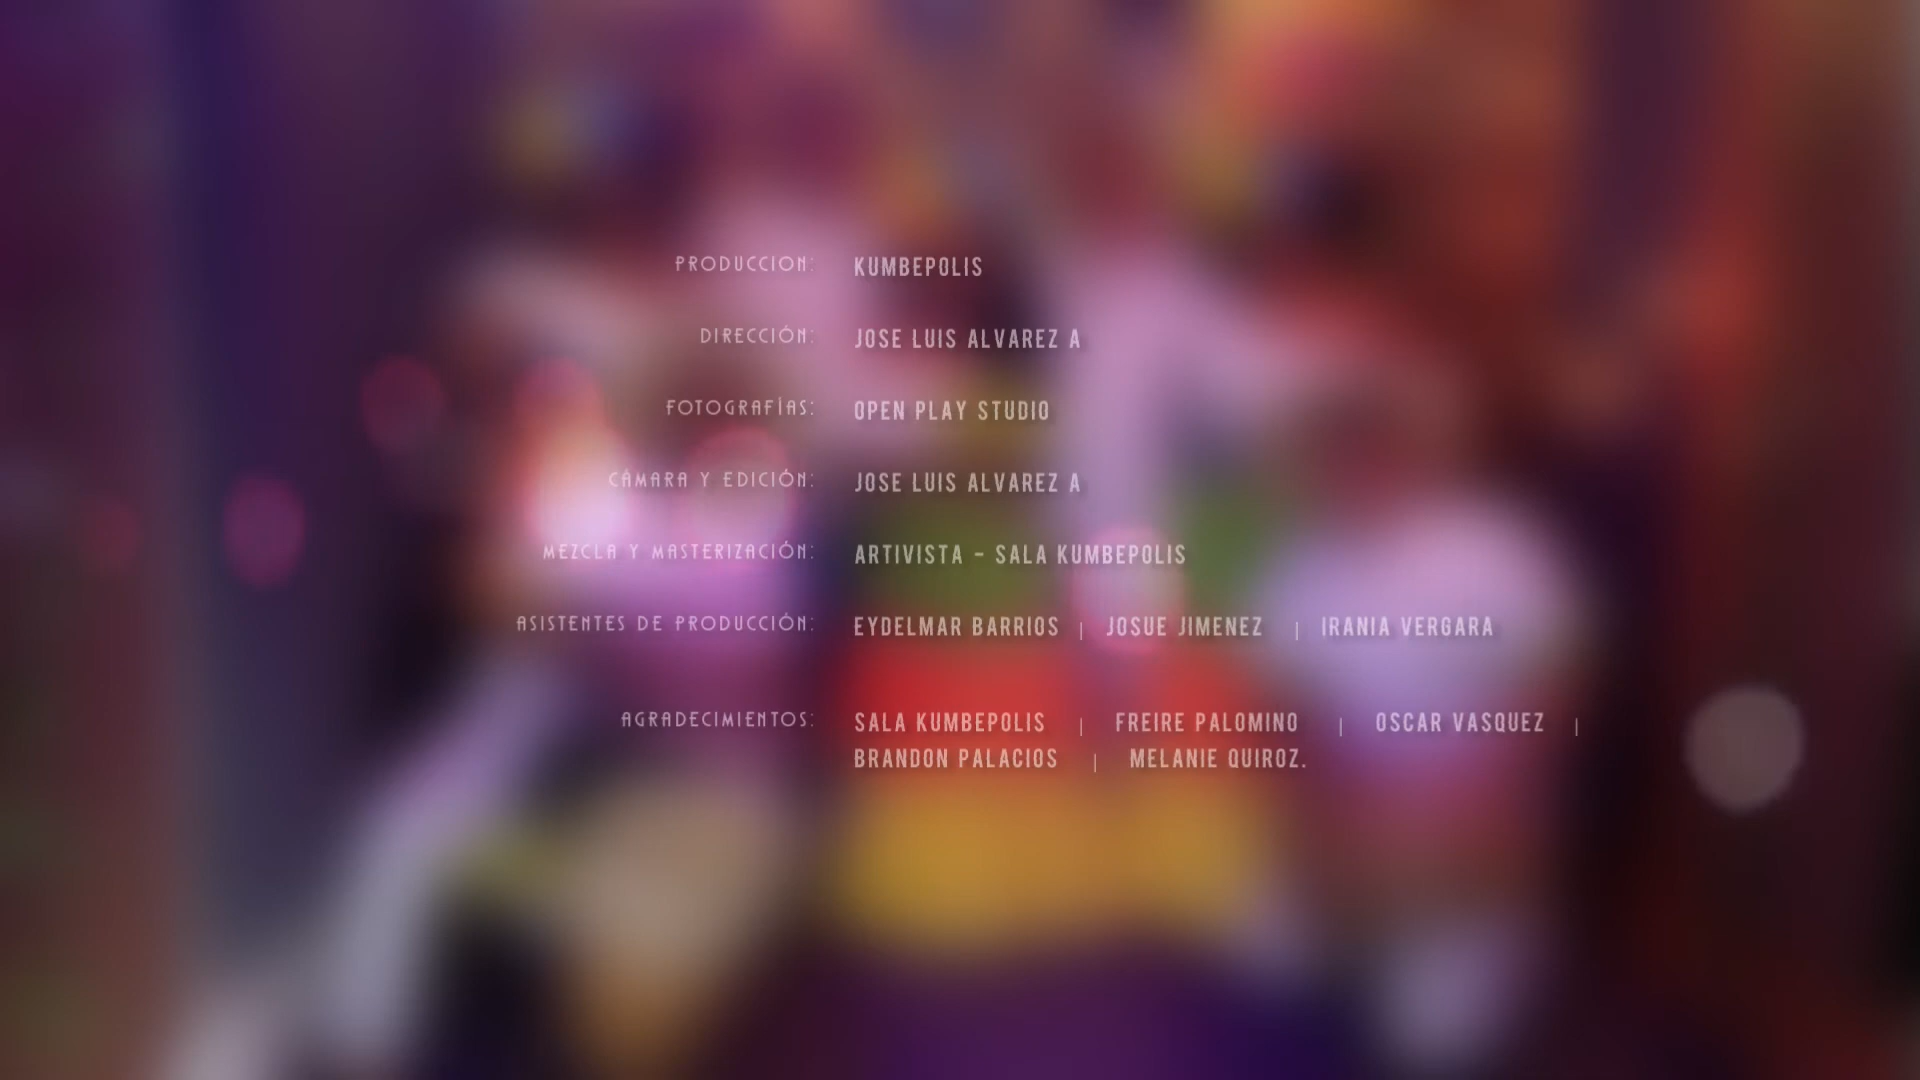 PRODUCCION: KUMBEPOLIS
DIRECCIÓN: JOSE LUIS ALVAREZ A
FOTOGRAFÍAS: OPEN PLAY STUDIO
CÁMARA Y EDICIÓN: JOSE LUIS ALVAREZ A
MEZCLA Y MASTERIZACIÓN: ARTIVISTA - SALA KUMBEPOLIS
ASISTENTES DE PRODUCCIÓN: EYDELMAR BARRIOS | JOSUE JIMENEZ | IRANIA VERGARA
AGRADECIMIENTOS: SALA KUMBEPOLIS | FREIRE PALOMINO | OSCAR VASQUEZ |
BRANDON PALACIOS | MELANIE QUIROZ.